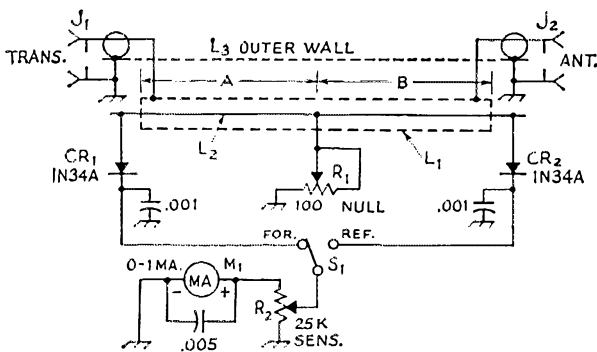 J1
J2
L3 OUTER WALL
TRANS.
ANT.
A
B
L2
L1
CR1
1N34A
R1
CR2
1N34A
.001
100 NULL
.001
FOR.
REF.
S1
0-1MA.
M1
MA
- +
R2
25K
SENS.
.005